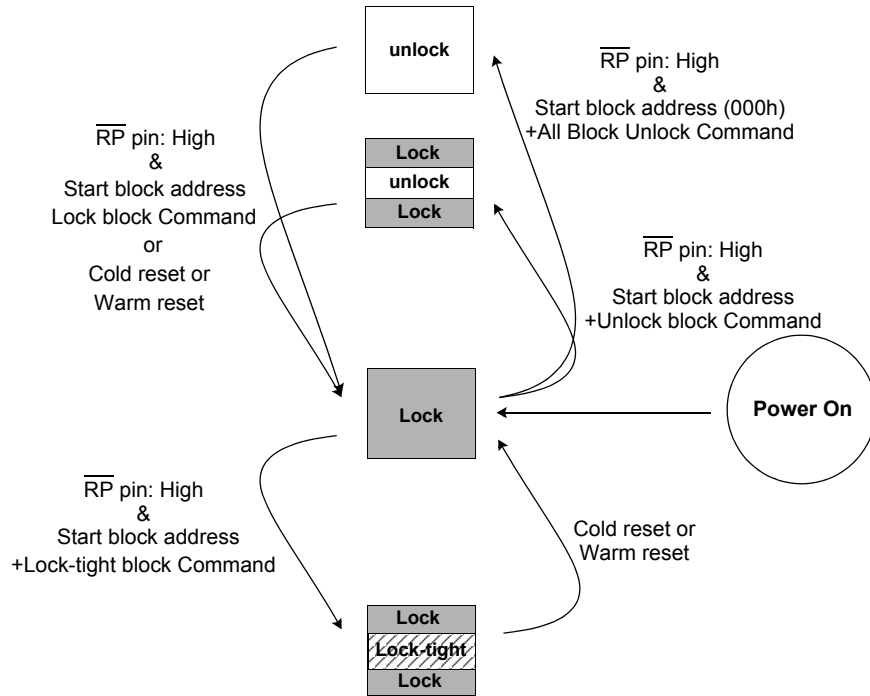 unlock
RP pin: High
&
Start block address (000h)
+All Block Unlock Command
RP pin: High
&
Start block address
Lock block Command
or
Cold reset or
Warm reset
Lock
unlock
Lock
RP pin: High
&
Start block address
+Unlock block Command
Lock
Power On
RP pin: High
&
Start block address
+Lock-tight block Command
Cold reset or
Warm reset
Lock
Lock-tight
Lock